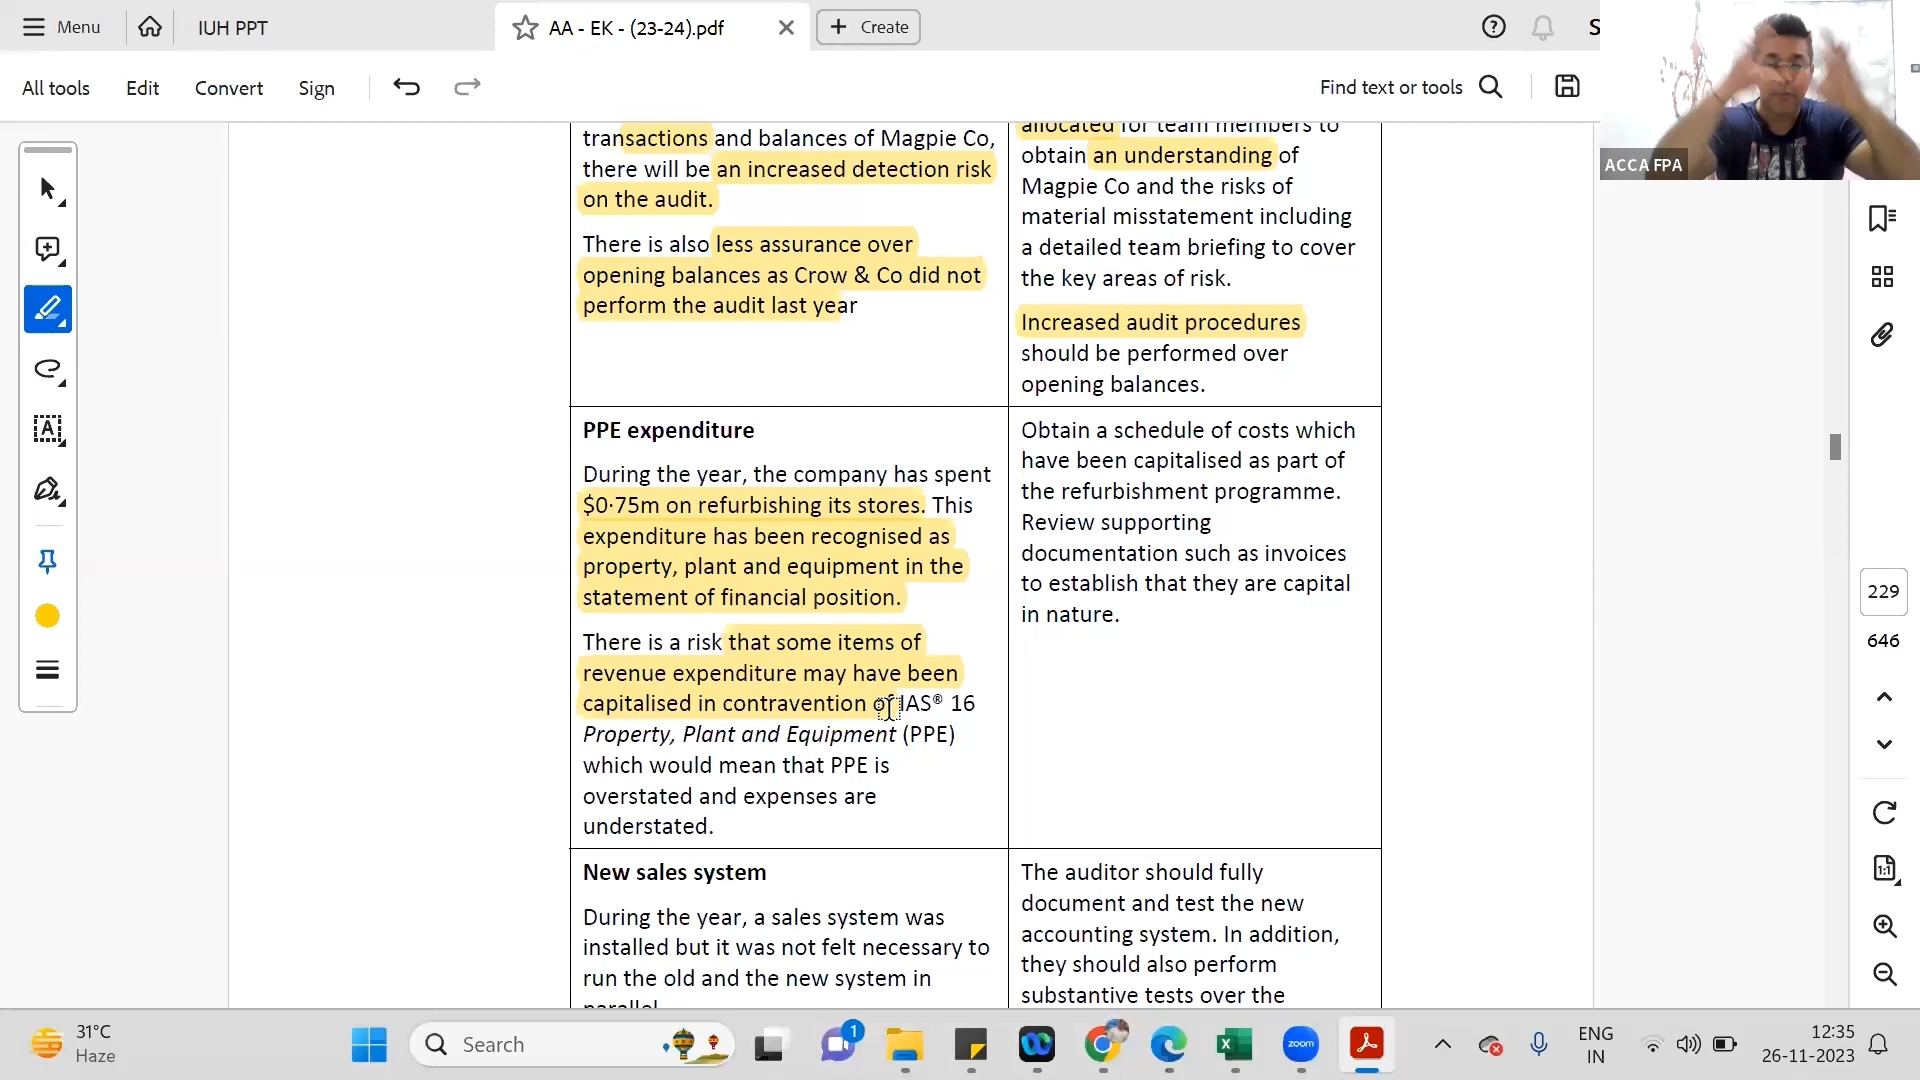 Menu
IUH PPT
AA - EK - (23-24).pdf
Create
All tools
Edit
Convert
Sign
Find text or tools
ACCA FPA
transactions and balances of Magpie Co,
there will be an increased detection risk
on the audit.
There is also less assurance over
opening balances as Crow & Co did not
perform the audit last year
allocated for team members to
obtain an understanding of
Magpie Co and the risks of
material misstatement including
a detailed team briefing to cover
the key areas of risk.
Increased audit procedures
should be performed over
opening balances.
PPE expenditure
During the year, the company has spent
$0·75m on refurbishing its stores. This
expenditure has been recognised as
property, plant and equipment in the
statement of financial position.
There is a risk that some items of
revenue expenditure may have been
capitalised in contravention of IAS® 16
Property, Plant and Equipment (PPE)
which would mean that PPE is
overstated and expenses are
understated.
Obtain a schedule of costs which
have been capitalised as part of
the refurbishment programme.
Review supporting
documentation such as invoices
to establish that they are capital
in nature.
New sales system
During the year, a sales system was
installed but it was not felt necessary to
run the old and the new system in
parallel
The auditor should fully
document and test the new
accounting system. In addition,
they should also perform
substantive tests over the
229
646
1:1
31°C
Haze
Search
1
zoom
ENG
IN
12:35
26-11-2023